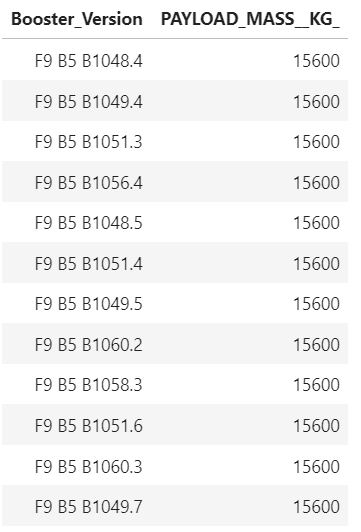 Booster_Version PAYLOAD_MASS__KG_
F9 B5 B1048.4 15600
F9 B5 B1049.4 15600
F9 B5 B1051.3 15600
F9 B5 B1056.4 15600
F9 B5 B1048.5 15600
F9 B5 B1051.4 15600
F9 B5 B1049.5 15600
F9 B5 B1060.2 15600
F9 B5 B1058.3 15600
F9 B5 B1051.6 15600
F9 B5 B1060.3 15600
F9 B5 B1049.7 15600